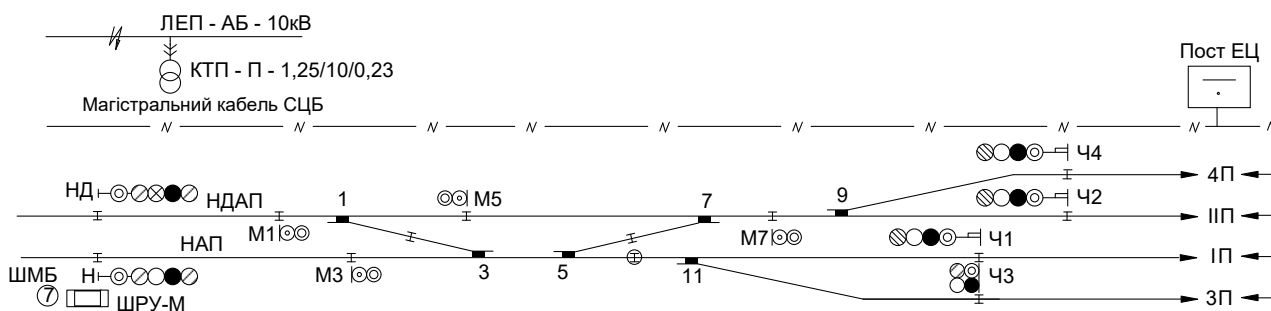 ЛЕП - АБ - 10кВ
КТП - П - 1,25/10/0,23
Пост ЕЦ
Магістральний кабель СЦБ
Ч4
4П
НД
НДАП
1
М5
7
9
Ч2
IIП
М1
М7
НАП
Ч1
IП
ШМБ
Н
М3
3
5
11
Ч3
7
ШРУ-М
3П